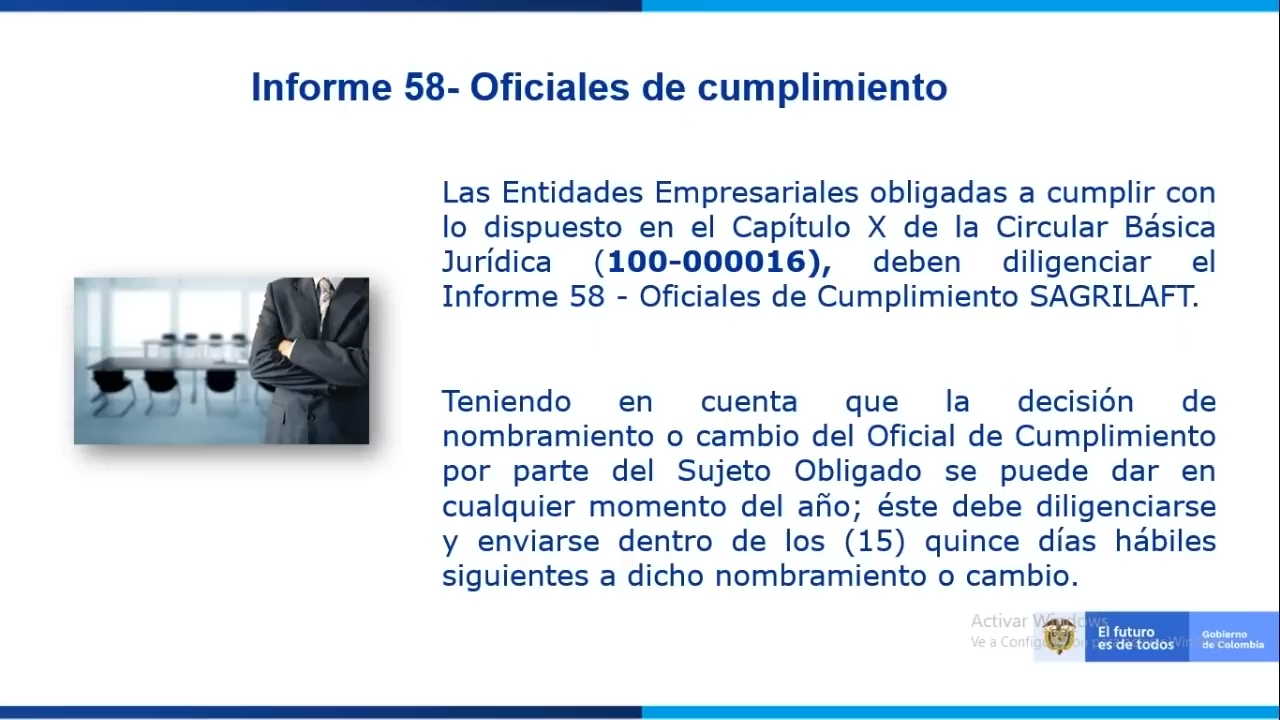 Informe 58- Oficiales de cumplimiento
Las Entidades Empresariales obligadas a cumplir con
lo dispuesto en el Capítulo X de la Circular Básica
Jurídica (100-000016), deben diligenciar el
Informe 58 - Oficiales de Cumplimiento SAGRILAFT.
Teniendo en cuenta que la decisión de
nombramiento o cambio del Oficial de Cumplimiento
por parte del Sujeto Obligado se puede dar en
cualquier momento del año; éste debe diligenciarse
y enviarse dentro de los (15) quince días hábiles
siguientes a dicho nombramiento o cambio.
Activar Windows
Ve a
El futuro
es de todos
Gobierno
de Colombia